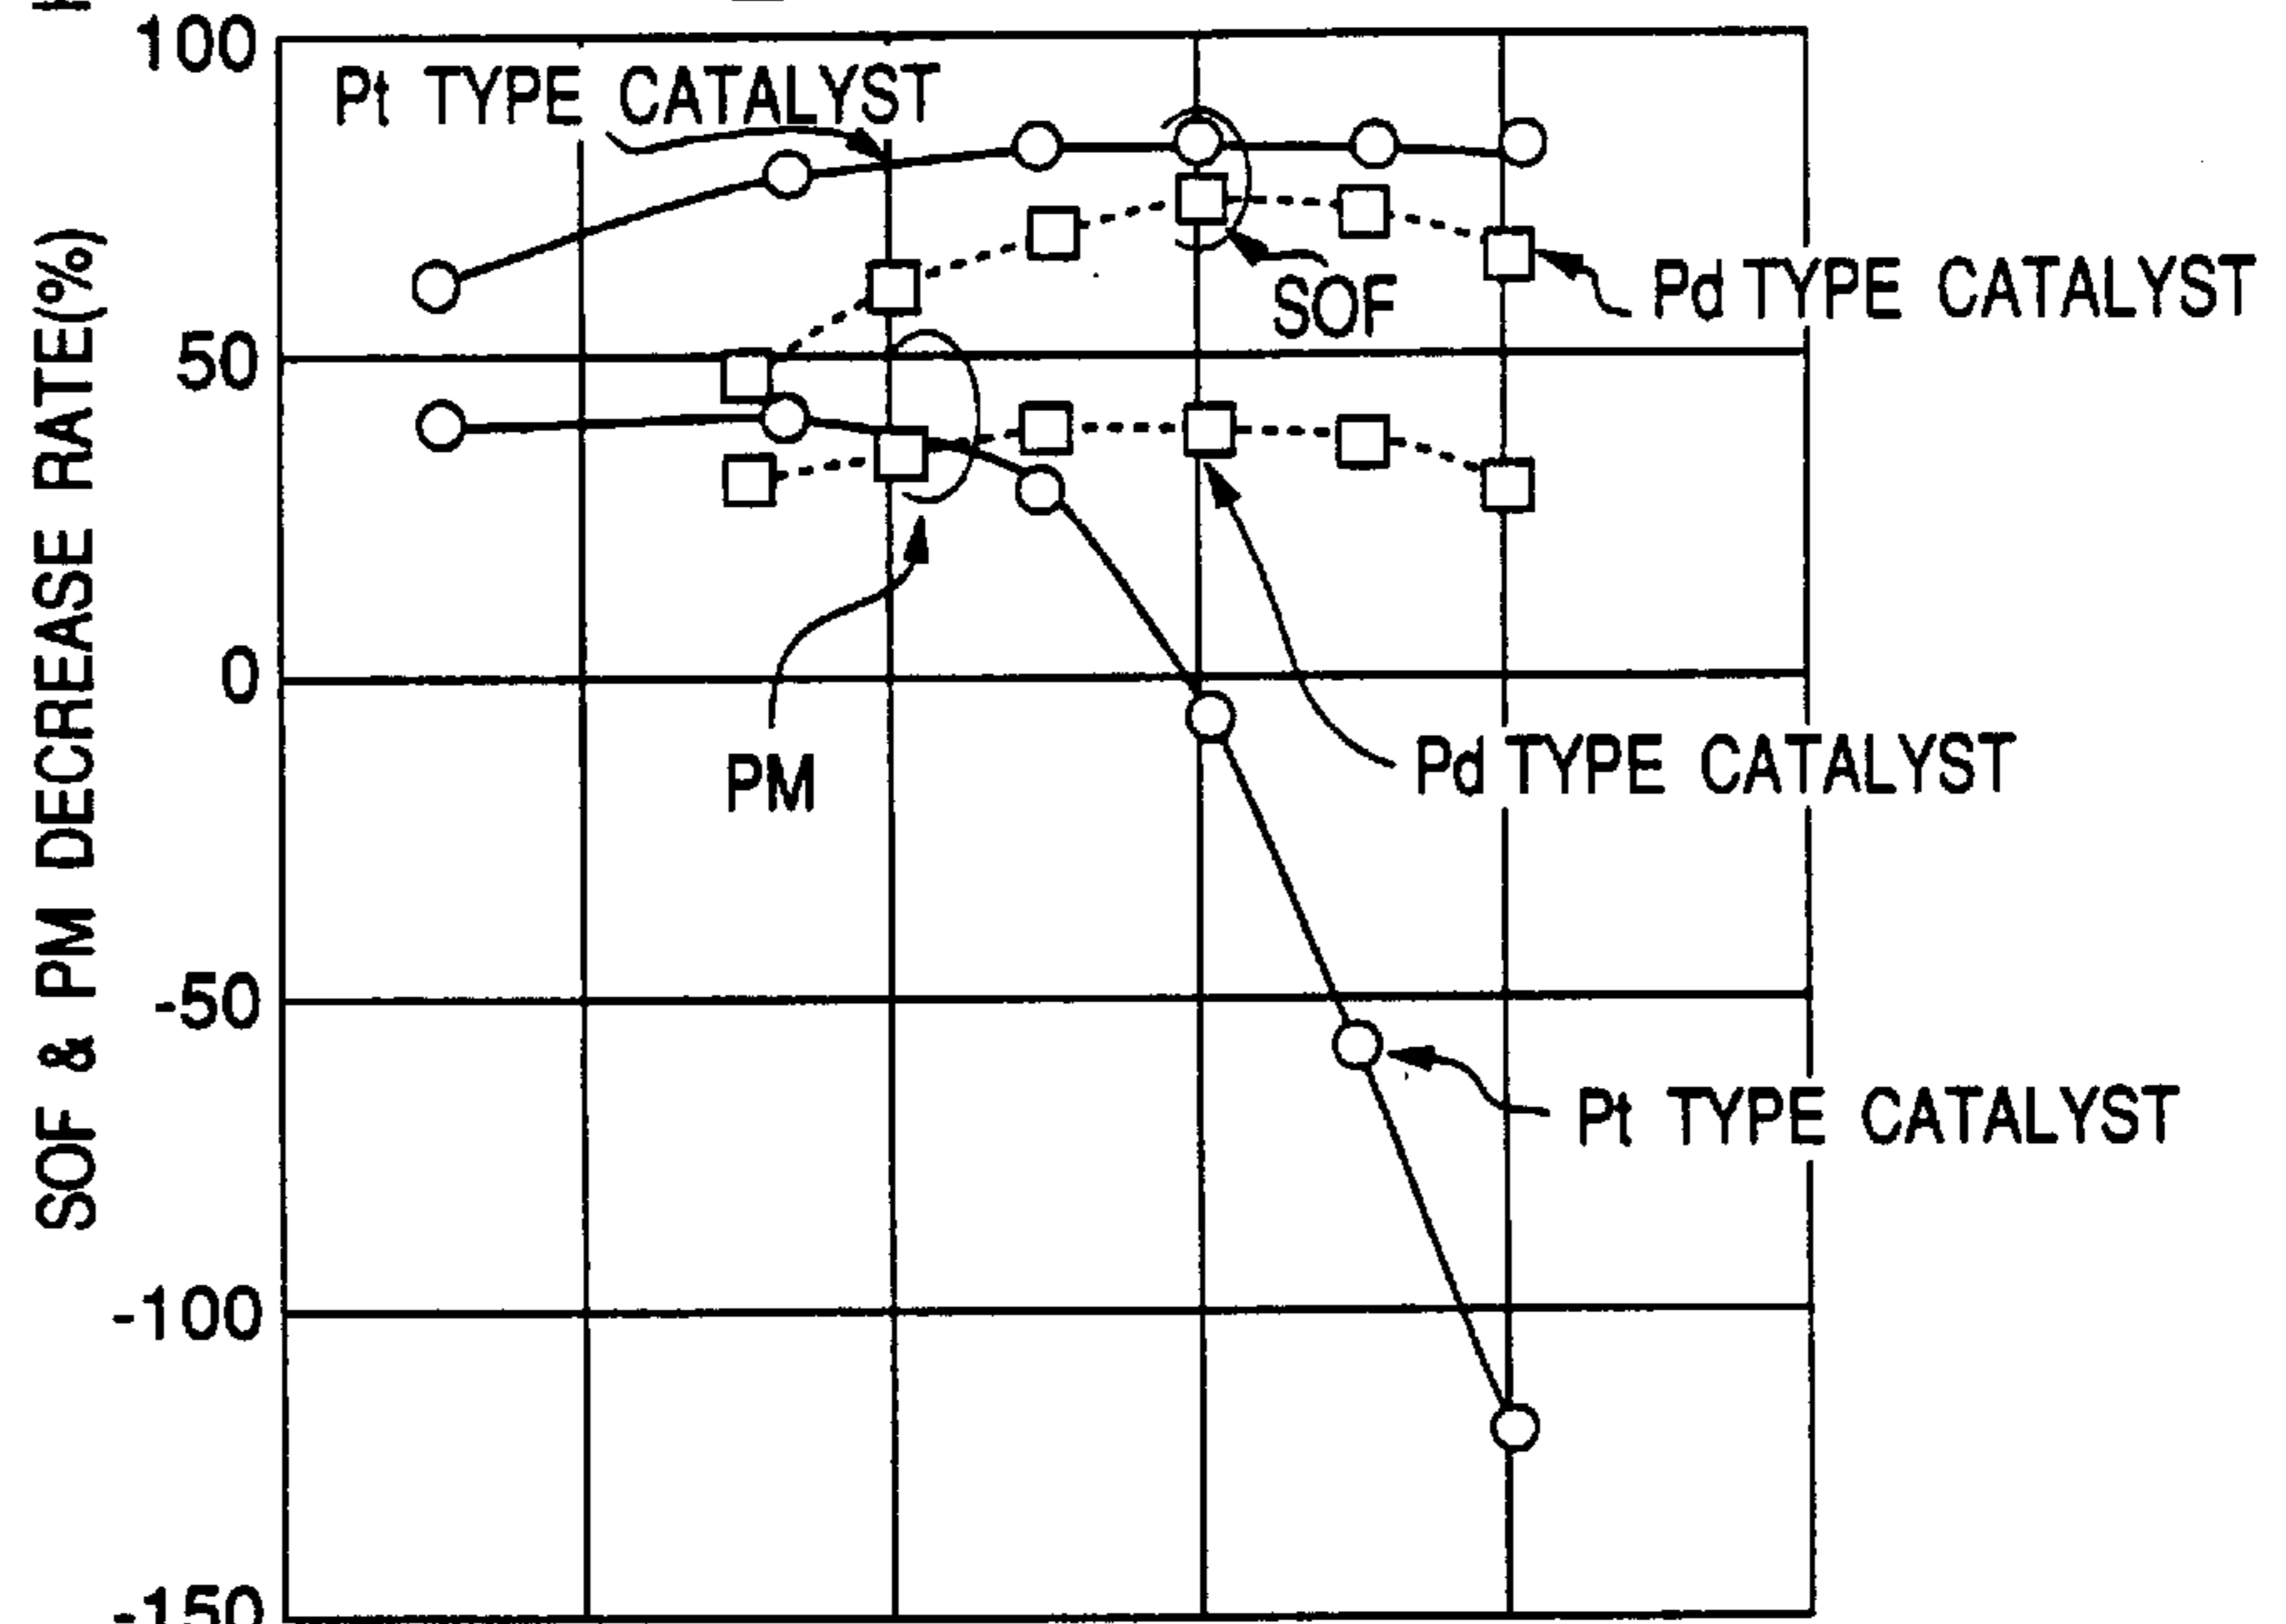 100
Pt TYPE CATALYST
SOF
Pd TYPE CATALYST
50
0
PM
Pd TYPE CATALYST
-50
Pt TYPE CATALYST
-100
-150
SOF & PM DECREASE RATE(%)